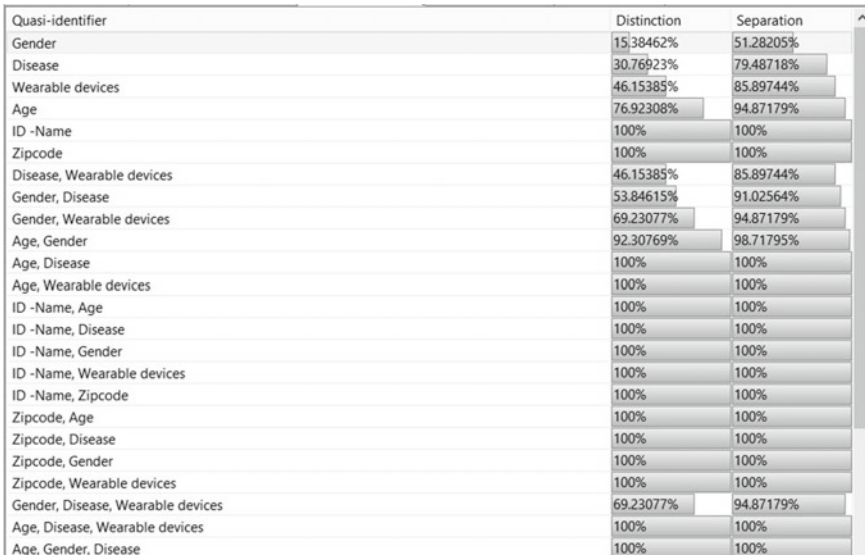 Quasi-identifier Distinction Separation
Gender 15.38462% 51.28205%
Disease 30.76923% 79.48718%
Wearable devices 46.15385% 85.89744%
Age 76.92308% 94.87179%
ID -Name 100% 100%
Zipcode 100% 100%
Disease, Wearable devices 46.15385% 85.89744%
Gender, Disease 53.84615% 91.02564%
Gender, Wearable devices 69.23077% 94.87179%
Age, Gender 92.30769% 98.71795%
Age, Disease 100% 100%
Age, Wearable devices 100% 100%
ID -Name, Age 100% 100%
ID -Name, Disease 100% 100%
ID -Name, Gender 100% 100%
ID -Name, Wearable devices 100% 100%
ID -Name, Zipcode 100% 100%
Zipcode, Age 100% 100%
Zipcode, Disease 100% 100%
Zipcode, Gender 100% 100%
Zipcode, Wearable devices 100% 100%
Gender, Disease, Wearable devices 69.23077% 94.87179%
Age, Disease, Wearable devices 100% 100%
Age, Gender, Disease 100% 100%